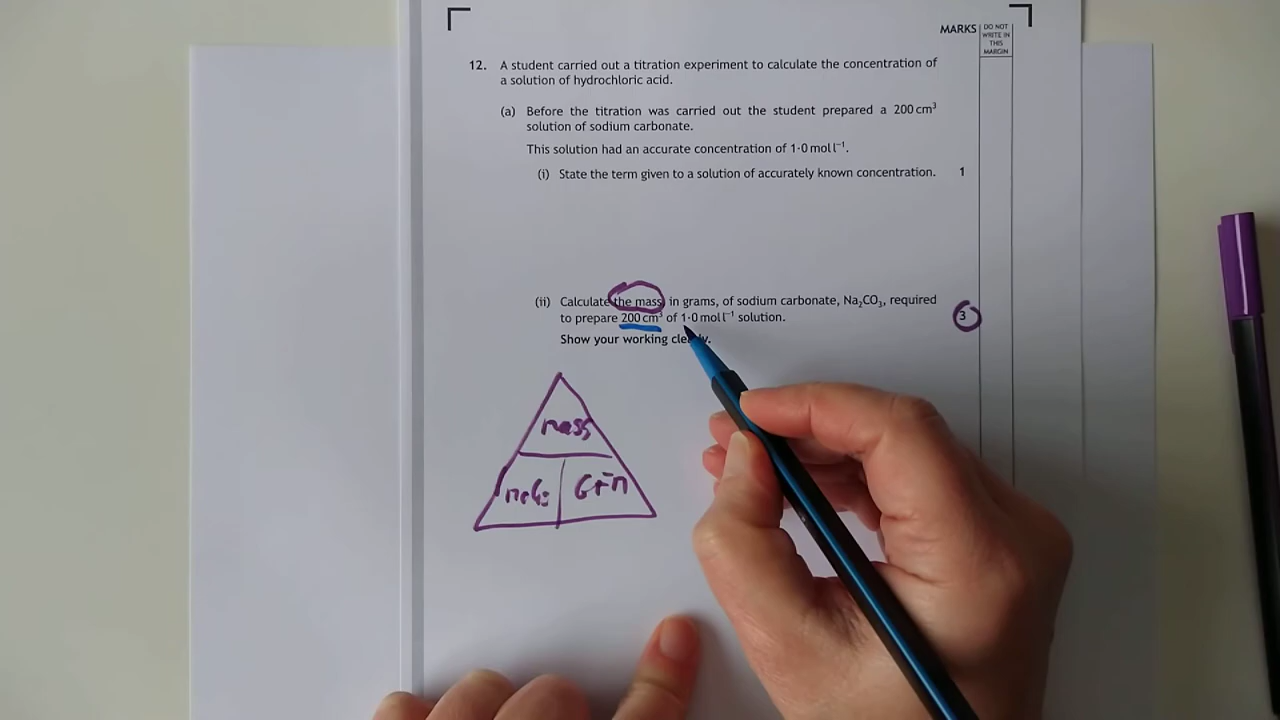 MARKS
DO NOT
WRITE IN
THIS
MARGIN
12. A student carried out a titration experiment to calculate the concentration of
a solution of hydrochloric acid.
(a) Before the titration was carried out the student prepared a 200 cm³
solution of sodium carbonate.
This solution had an accurate concentration of 1·0 mol l⁻¹.
(i) State the term given to a solution of accurately known concentration. 1
(ii) Calculate the mass, in grams, of sodium carbonate, Na₂CO₃, required 3
to prepare 200 cm³ of 1·0 mol l⁻¹ solution.
Show your working clearly.
mass
mols GFM